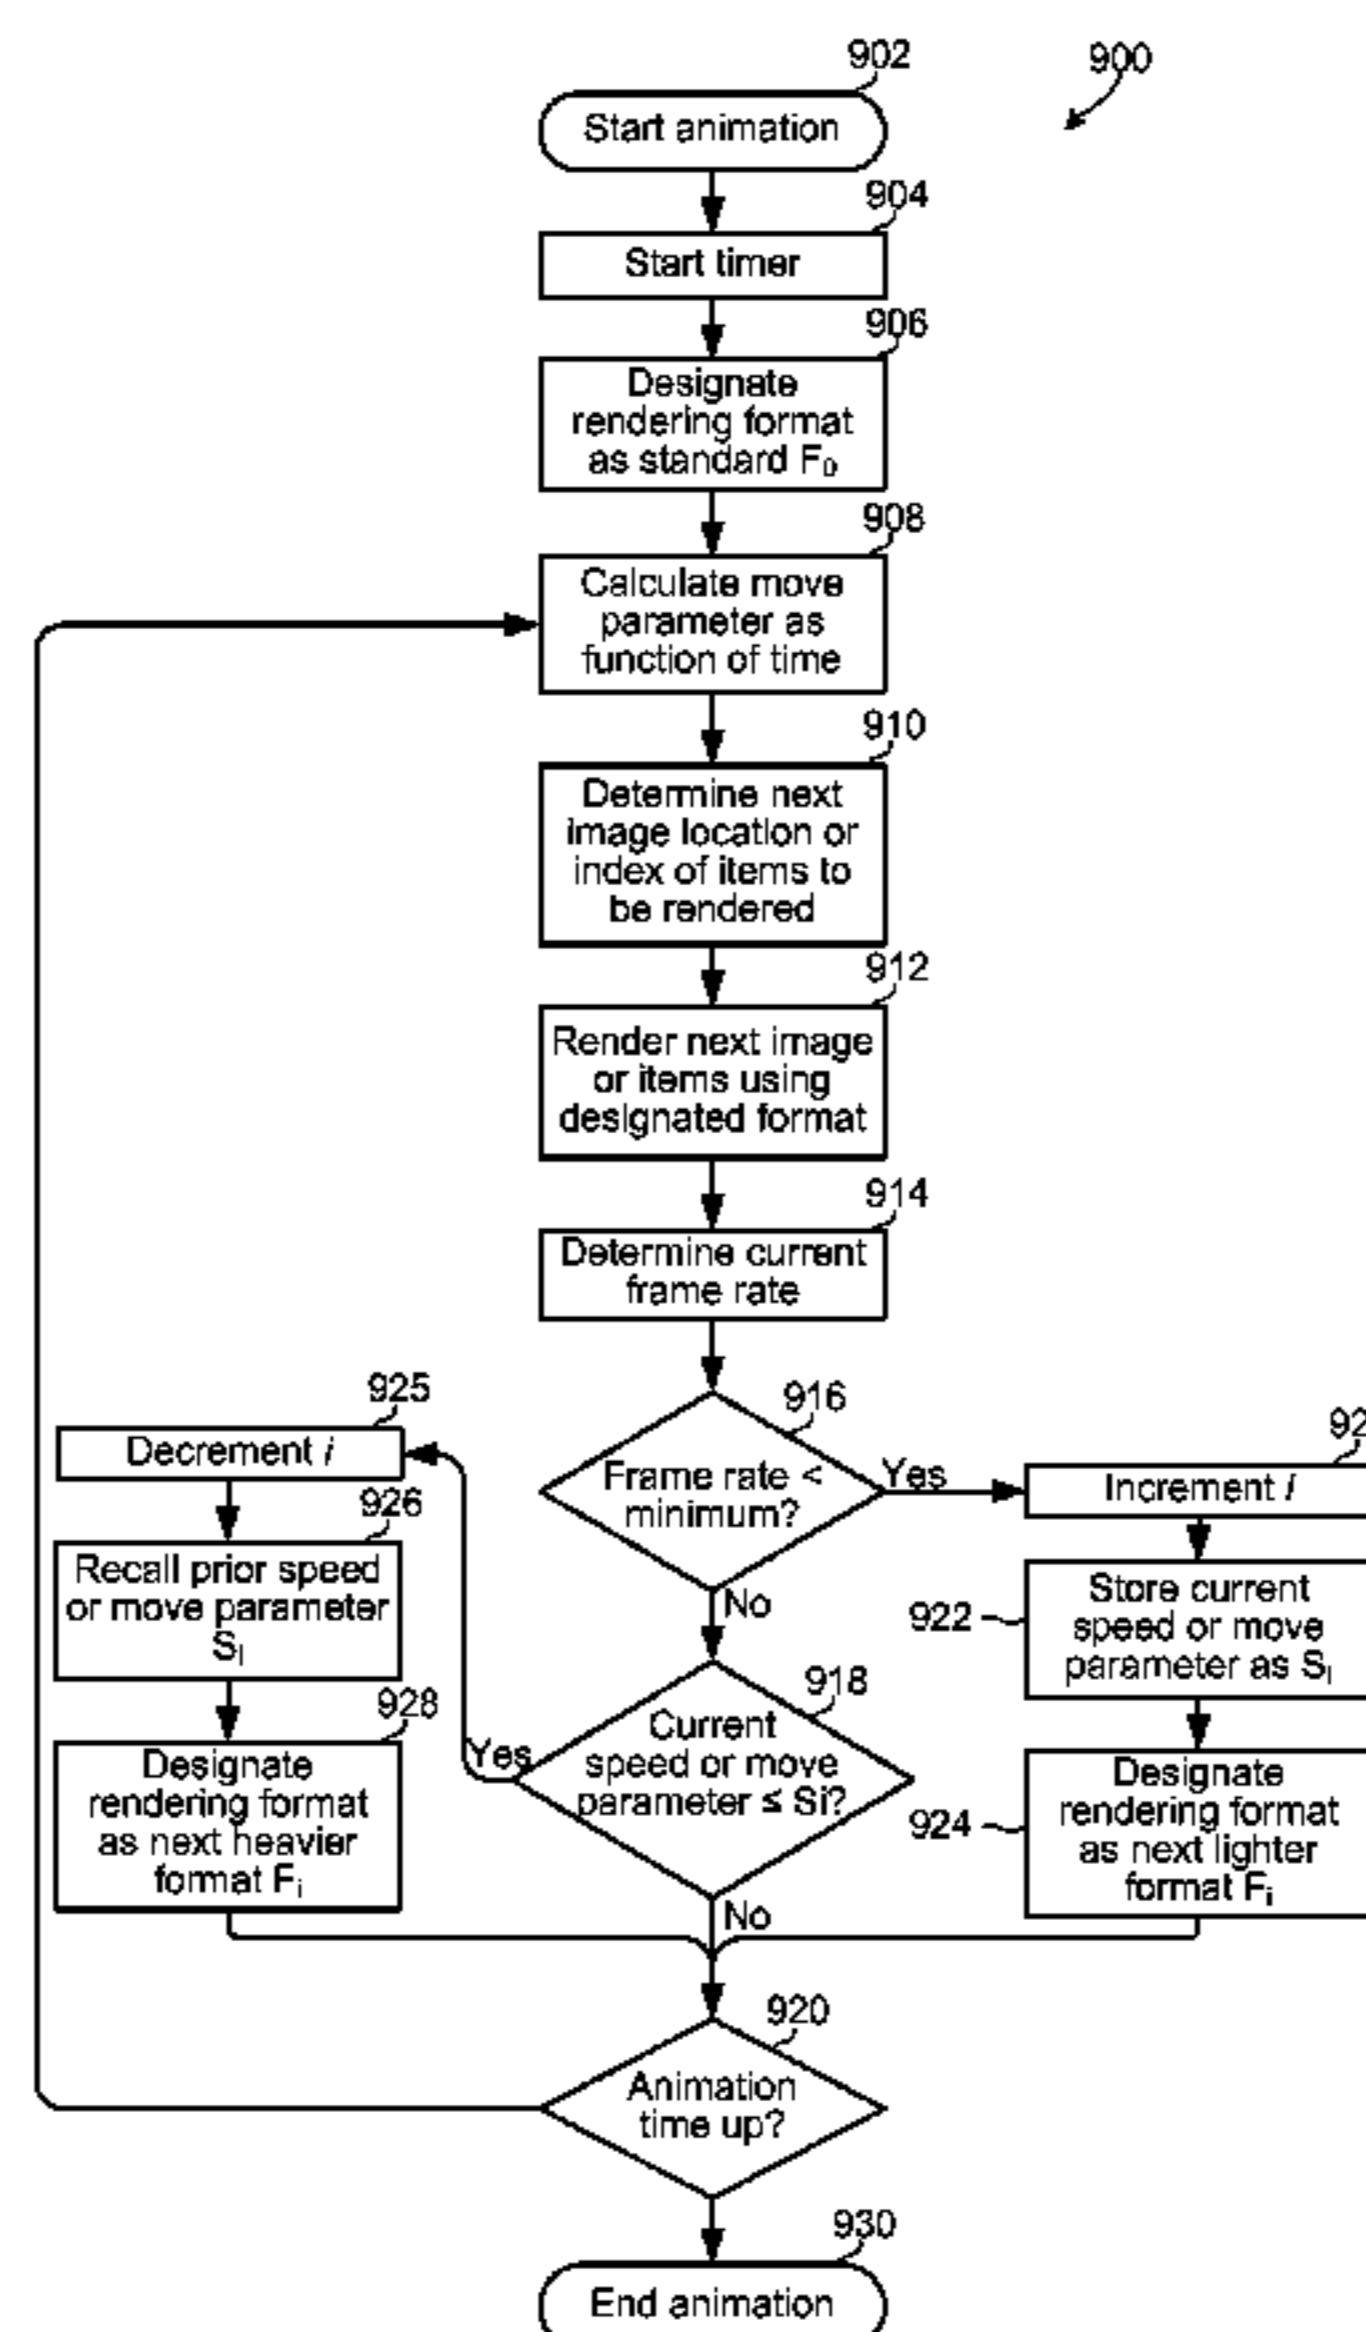 902
900
Start animation
904
Start timer
906
Designate
rendering format
as standard F0
908
Calculate move
parameter as
function of time
910
Determine next
image location or
index of items to
be rendered
912
Render next image
or items using
designated format
914
Determine current
frame rate
916
Frame rate <
minimum?
Yes
No
925
Decrement i
926
Recall prior speed
or move parameter
Si
928
Designate
rendering format
as next heavier
format Fi
Increment i
922
Store current
speed or move
parameter as Si
924
Designate
rendering format
as next lighter
format Fi
918
Current
speed or move
parameter ≤ Si?
Yes
No
920
Animation
time up?
930
End animation